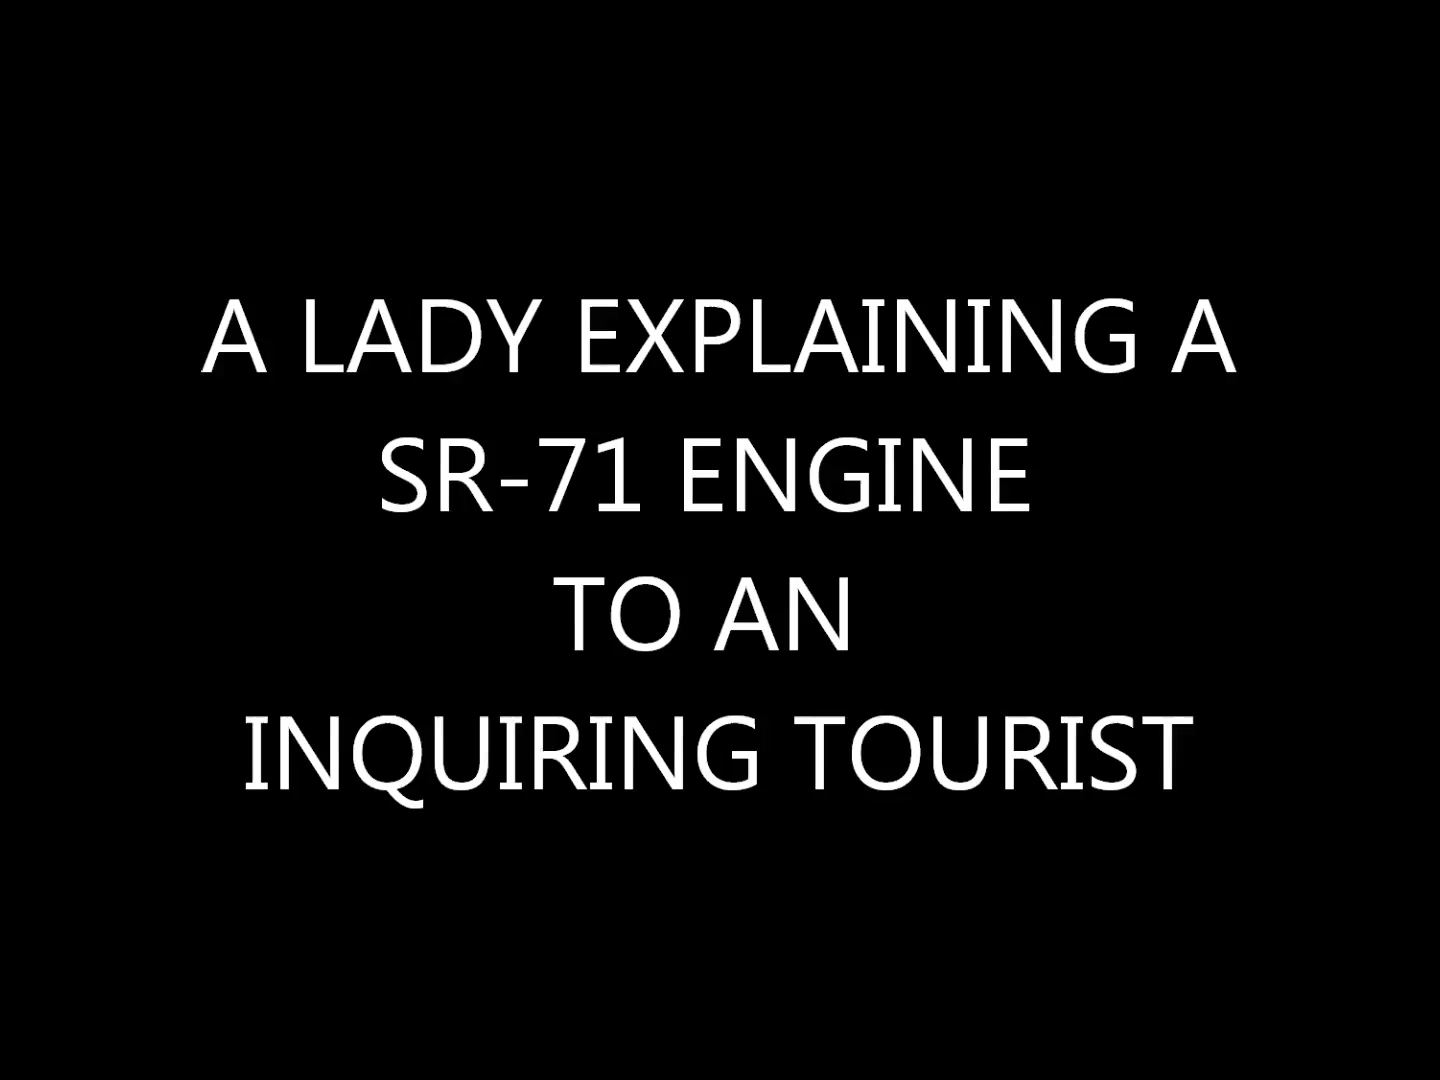 A LADY EXPLAINING A
SR-71 ENGINE
TO AN
INQUIRING TOURIST